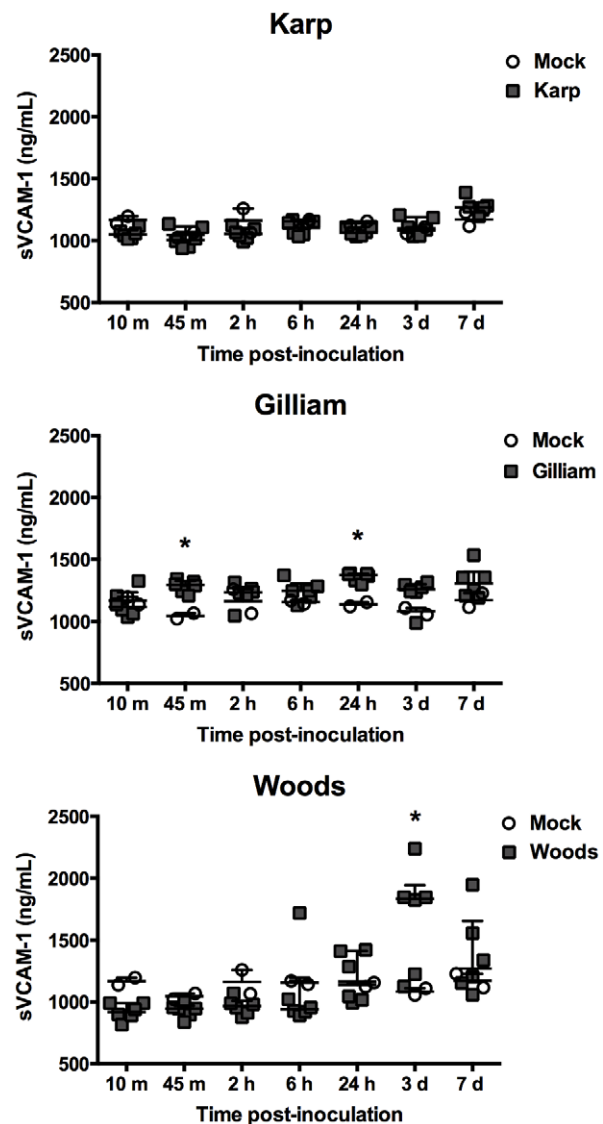 Karp
2500
2000
1500
1000
500
sVCAM-1 (ng/mL)
Mock
Karp
10 m 45 m 2 h 6 h 24 h 3 d 7 d
Time post-inoculation
Gilliam
2500
2000
1500
1000
500
sVCAM-1 (ng/mL)
Mock
Gilliam
* *
10 m 45 m 2 h 6 h 24 h 3 d 7 d
Time post-inoculation
Woods
2500
2000
1500
1000
500
sVCAM-1 (ng/mL)
Mock
Woods
*
10 m 45 m 2 h 6 h 24 h 3 d 7 d
Time post-inoculation